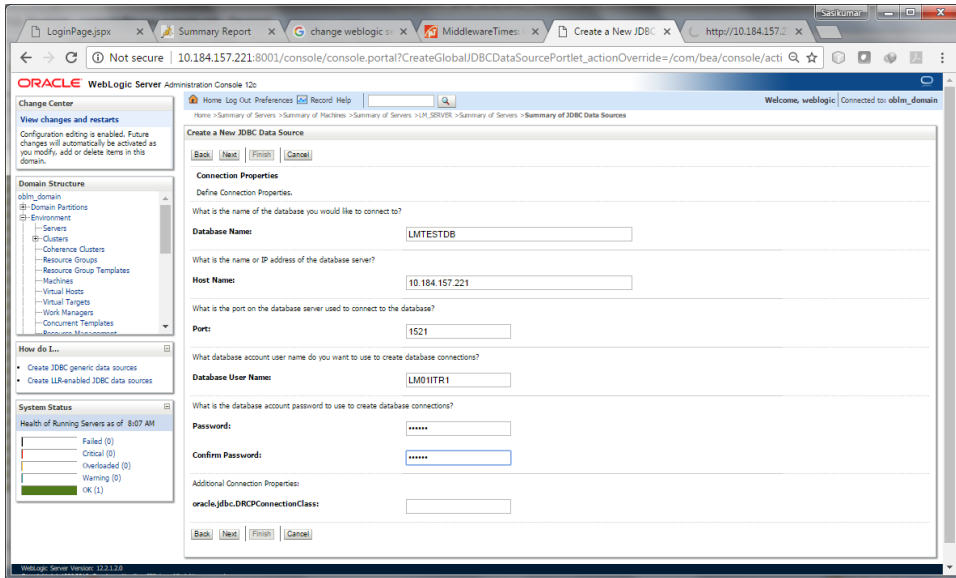 Sasikumar
LoginPage.jspx
Summary Report
change weblogic s
MiddlewareTimes:
Create a New JDBC
http://10.184.157.2
Not secure | 10.184.157.221:8001/console/console.portal?CreateGlobalJDBCDataSourcePortlet_actionOverride=/com/bea/console/acti
ORACLE WebLogic Server Administration Console 12c
Change Center
View changes and restarts
Configuration editing is enabled. Future
changes will automatically be activated as
you modify, add or delete items in this
domain.
Domain Structure
oblm_domain
Domain Partitions
Environment
Servers
Clusters
Coherence Clusters
Resource Groups
Resource Group Templates
Machines
Virtual Hosts
Virtual Targets
Work Managers
Concurrent Templates
Resource Management
How do I...
Create JDBC generic data sources
Create LLR-enabled JDBC data sources
System Status
Health of Running Servers as of 8:07 AM
Failed (0)
Critical (0)
Overloaded (0)
Warning (0)
OK (1)
Home Log Out Preferences Record Help
Welcome, weblogic Connected to: oblm_domain
Home >Summary of Servers >Summary of Machines >Summary of Servers >LM_SERVER >Summary of Servers >Summary of JDBC Data Sources
Create a New JDBC Data Source
Back Next Finish Cancel
Connection Properties
Define Connection Properties.
What is the name of the database you would like to connect to?
Database Name: LMTESTDB
What is the name or IP address of the database server?
Host Name: 10.184.157.221
What is the port on the database server used to connect to the database?
Port: 1521
What database account user name do you want to use to create database connections?
Database User Name: LM01ITR1
What is the database account password to use to create database connections?
Password: ••••••
Confirm Password: ••••••
Additional Connection Properties:
oracle.jdbc.DRCPConnectionClass:
Back Next Finish Cancel
WebLogic Server Version: 12.2.1.2.0